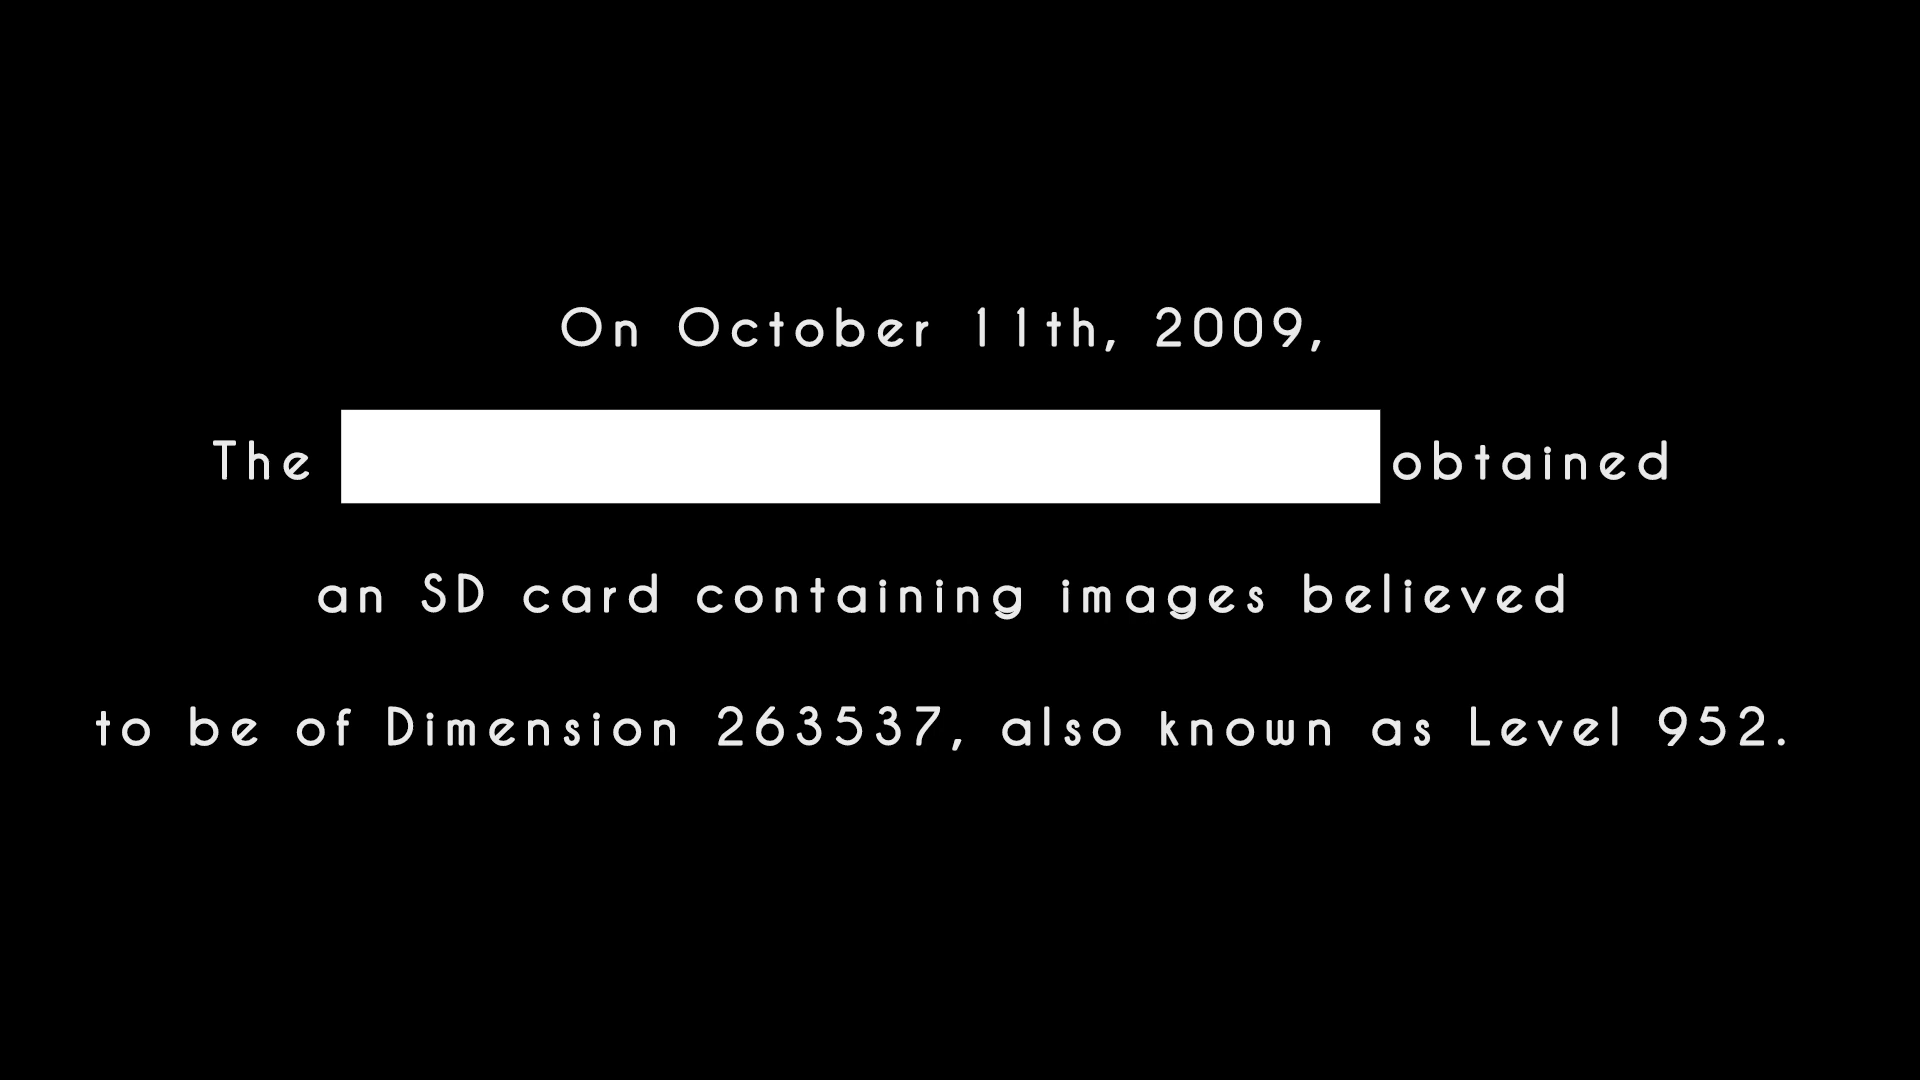 On October 11th, 2009,
The obtained
an SD card containing images believed
to be of Dimension 263537, also known as Level 952.